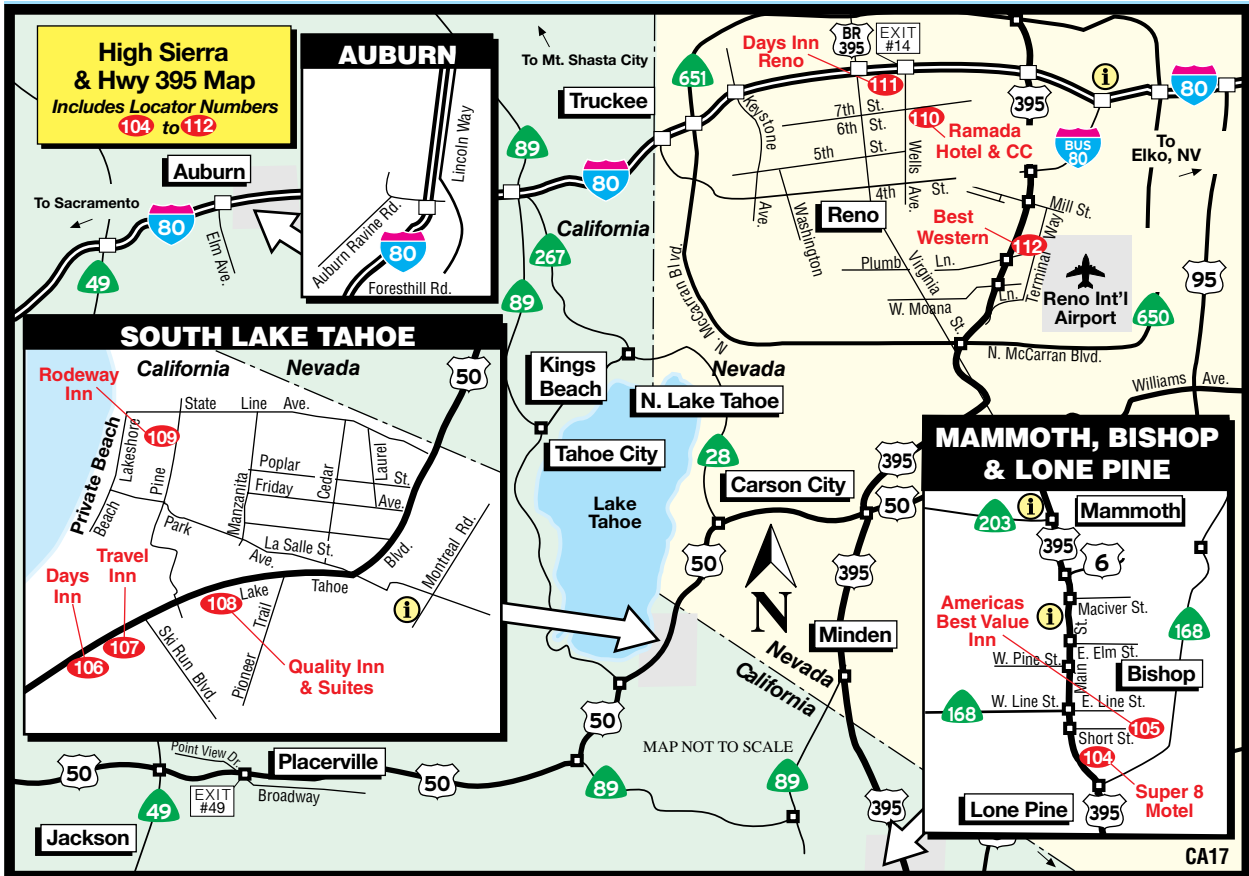 High Sierra
& Hwy 395 Map
Includes Locator Numbers
104 to 112
AUBURN
Lincoln Way
Auburn Ravine Rd.
80
Foresthill Rd.
To Mt. Shasta City
Truckee
89
80
651
Days Inn
Reno
BR
395
EXIT
#14
111
Keystone
Ave.
7th St.
6th St.
5th St.
4th St.
Wells
Ave.
Washington
110
Ramada
Hotel & CC
395
80
BUS
80
To
Elko, NV
Auburn
To Sacramento
80
Elm Ave.
49
California
267
89
Reno
Best
Western
112
Mill St.
Terminal Way
Plumb Ln.
Virginia
St.
W. Moana
Ln.
Reno Int'l
Airport
95
650
N. McCarran Blvd.
N. McCarran Blvd.
Williams Ave.
SOUTH LAKE TAHOE
California
Nevada
50
Rodeway
Inn
109
State Line Ave.
Private Beach
Lakeshore
Beach
Pine
Manzanita
Poplar St.
Friday Ave.
Cedar
Laurel
Park Ave.
La Salle St.
Lake Tahoe Blvd.
Montreal Rd.
Travel
Inn
Days
Inn
106
107
108
Ski Run Blvd.
Pioneer Trail
Quality Inn
& Suites
Kings
Beach
Nevada
N. Lake Tahoe
Tahoe City
28
Lake
Tahoe
Carson City
395
50
50
395
N
Minden
Nevada
California
MAMMOTH, BISHOP
& LONE PINE
203
Mammoth
395
6
Maciver St.
Americas
Best Value
Inn
Main St.
W. Pine St.
E. Elm St.
168
Bishop
168
W. Line St.
E. Line St.
105
Short St.
104
Super 8
Motel
Lone Pine
395
50
Point View Dr.
Placerville
50
50
EXIT
#49
Broadway
49
Jackson
MAP NOT TO SCALE
89
89
395
CA17